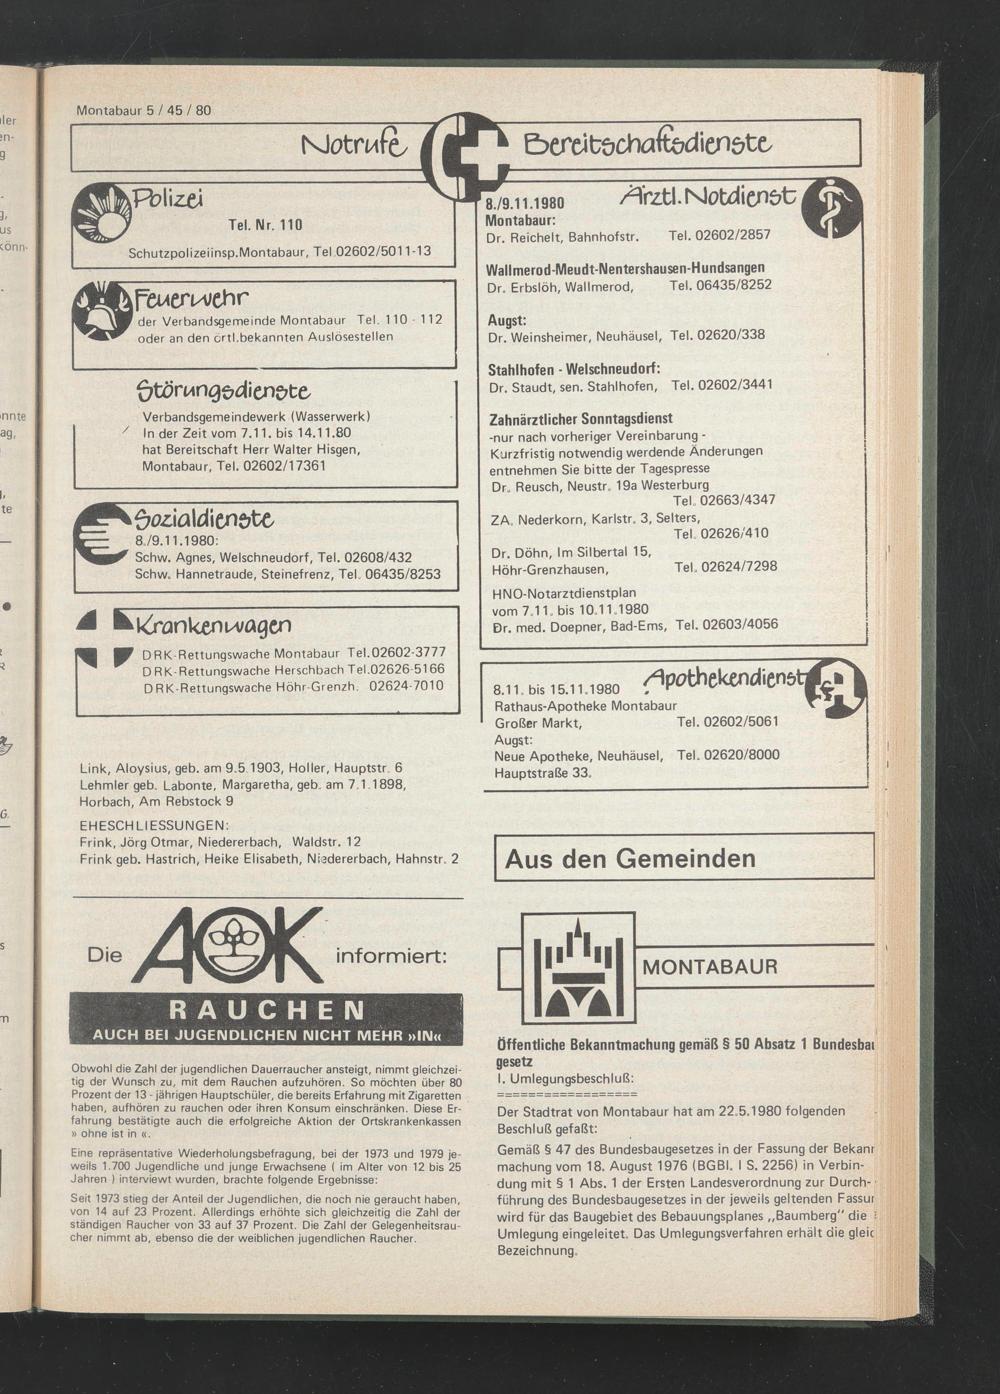 Montabaur 5 / 45 / 80
Notrufe Bereitschaftsdienste
Polizei
Tel. Nr. 110
Schutzpolizeiinsp.Montabaur, Tel.02602/5011-13
Feuerwehr
der Verbandsgemeinde Montabaur Tel. 110 - 112
oder an den örtl.bekannten Auslösestellen
Störungsdienste
Verbandsgemeindewerk (Wasserwerk)
In der Zeit vom 7.11. bis 14.11.80
hat Bereitschaft Herr Walter Hisgen,
Montabaur, Tel. 02602/17361
Sozialdienste
8./9.11.1980:
Schw. Agnes, Welschneudorf, Tel. 02608/432
Schw. Hannetraude, Steinefrenz, Tel. 06435/8253
Krankenwagen
DRK-Rettungswache Montabaur Tel.02602-3777
DRK-Rettungswache Herschbach Tel.02626-5166
DRK-Rettungswache Höhr-Grenzh. 02624-7010
Link, Aloysius, geb. am 9.5.1903, Holler, Hauptstr. 6
Lehmler geb. Labonte, Margaretha, geb. am 7.1.1898,
Horbach, Am Rebstock 9
EHESCHLIESSUNGEN:
Frink, Jörg Otmar, Niedererbach, Waldstr. 12
Frink geb. Hastrich, Heike Elisabeth, Niedererbach, Hahnstr. 2
Die AOK informiert:
RAUCHEN
AUCH BEI JUGENDLICHEN NICHT MEHR »IN«
Obwohl die Zahl der jugendlichen Dauerraucher ansteigt, nimmt gleichzei-
tig der Wunsch zu, mit dem Rauchen aufzuhören. So möchten über 80
Prozent der 13 - jährigen Hauptschüler, die bereits Erfahrung mit Zigaretten
haben, aufhören zu rauchen oder ihren Konsum einschränken. Diese Er-
fahrung bestätigte auch die erfolgreiche Aktion der Ortskrankenkassen
» ohne ist in «.
Eine repräsentative Wiederholungsbefragung, bei der 1973 und 1979 je-
weils 1.700 Jugendliche und junge Erwachsene ( im Alter von 12 bis 25
Jahren ) interviewt wurden, brachte folgende Ergebnisse:
Seit 1973 stieg der Anteil der Jugendlichen, die noch nie geraucht haben,
von 14 auf 23 Prozent. Allerdings erhöhte sich gleichzeitig die Zahl der
ständigen Raucher von 33 auf 37 Prozent. Die Zahl der Gelegenheitsrau-
cher nimmt ab, ebenso die der weiblichen jugendlichen Raucher.
Ärztl. Notdienst
8./9.11.1980
Montabaur:
Dr. Reichelt, Bahnhofstr. Tel. 02602/2857
Wallmerod-Meudt-Nentershausen-Hundsangen
Dr. Erbslöh, Wallmerod, Tel. 06435/8252
Augst:
Dr. Weinsheimer, Neuhäusel, Tel. 02620/338
Stahlhofen - Welschneudorf:
Dr. Staudt, sen. Stahlhofen, Tel. 02602/3441
Zahnärztlicher Sonntagsdienst
-nur nach vorheriger Vereinbarung -
Kurzfristig notwendig werdende Änderungen
entnehmen Sie bitte der Tagespresse
Dr. Reusch, Neustr. 19a Westerburg
Tel. 02663/4347
ZA. Nederkorn, Karlstr. 3, Selters,
Tel. 02626/410
Dr. Döhn, Im Silbertal 15,
Höhr-Grenzhausen, Tel. 02624/7298
HNO-Notarztdienstplan
vom 7.11. bis 10.11.1980
Dr. med. Doepner, Bad-Ems, Tel. 02603/4056
Apothekendienst
8.11. bis 15.11.1980
Rathaus-Apotheke Montabaur
Großer Markt, Tel. 02602/5061
Augst:
Neue Apotheke, Neuhäusel, Tel. 02620/8000
Hauptstraße 33.
Aus den Gemeinden
MONTABAUR
Öffentliche Bekanntmachung gemäß § 50 Absatz 1 Bundesbau
gesetz
I. Umlegungsbeschluß:
===================
Der Stadtrat von Montabaur hat am 22.5.1980 folgenden
Beschluß gefaßt:
Gemäß § 47 des Bundesbaugesetzes in der Fassung der Bekann
machung vom 18. August 1976 (BGBl. I S. 2256) in Verbin-
dung mit § 1 Abs. 1 der Ersten Landesverordnung zur Durch-
führung des Bundesbaugesetzes in der jeweils geltenden Fassun
wird für das Baugebiet des Bebauungsplanes „Baumberg" die
Umlegung eingeleitet. Das Umlegungsverfahren erhält die gleic
Bezeichnung.